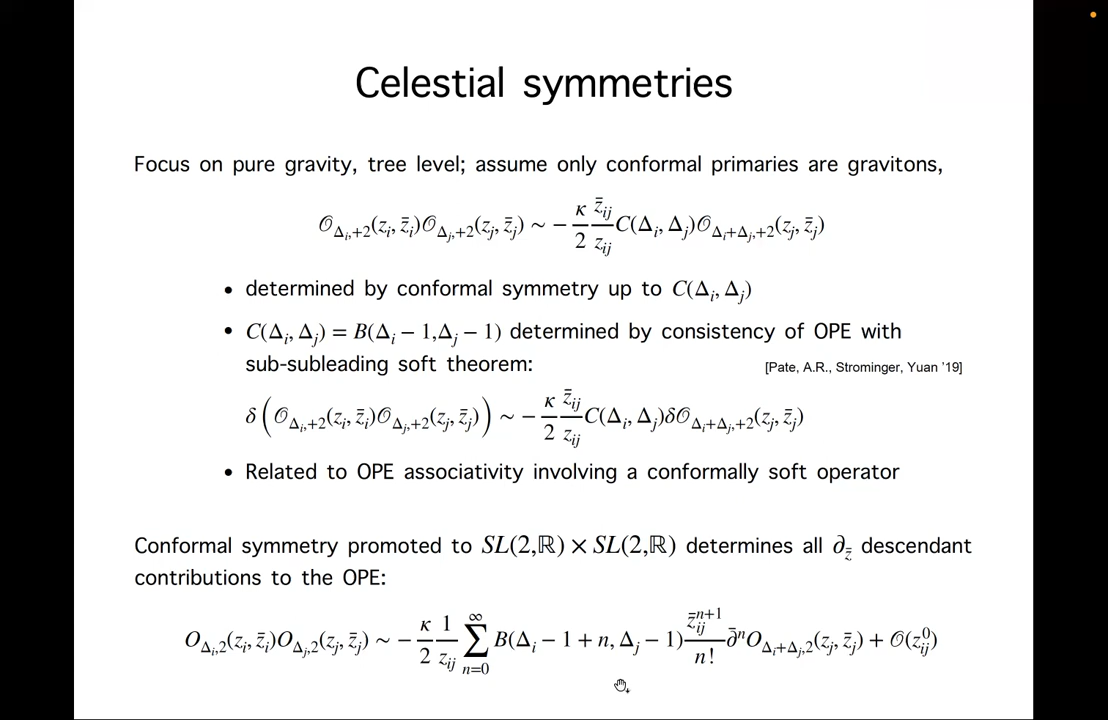 Celestial symmetries
Focus on pure gravity, tree level; assume only conformal primaries are gravitons,
𝒪_{Δ_i,+2}(z_i, z̄_i)𝒪_{Δ_j,+2}(z_j, z̄_j) ∼ −κ/2 z̄_{ij}/z_{ij} C(Δ_i, Δ_j)𝒪_{Δ_i+Δ_j,+2}(z_j, z̄_j)
• determined by conformal symmetry up to C(Δ_i, Δ_j)
• C(Δ_i, Δ_j) = B(Δ_i − 1,Δ_j − 1) determined by consistency of OPE with
sub-subleading soft theorem:
[Pate, A.R., Strominger, Yuan '19]
δ(𝒪_{Δ_i,+2}(z_i, z̄_i)𝒪_{Δ_j,+2}(z_j, z̄_j)) ∼ −κ/2 z̄_{ij}/z_{ij} C(Δ_i, Δ_j)δ𝒪_{Δ_i+Δ_j,+2}(z_j, z̄_j)
• Related to OPE associativity involving a conformally soft operator
Conformal symmetry promoted to SL(2,ℝ) × SL(2,ℝ) determines all ∂_{z̄} descendant
contributions to the OPE:
O_{Δ_i,2}(z_i, z̄_i)O_{Δ_j,2}(z_j, z̄_j) ∼ −κ/2 1/z_{ij} ∑_{n=0}^{∞} B(Δ_i − 1 + n, Δ_j − 1) z̄_{ij}^{n+1}/n! ∂̄^n O_{Δ_i+Δ_j,2}(z_j, z̄_j) + 𝒪(z_{ij}^0)